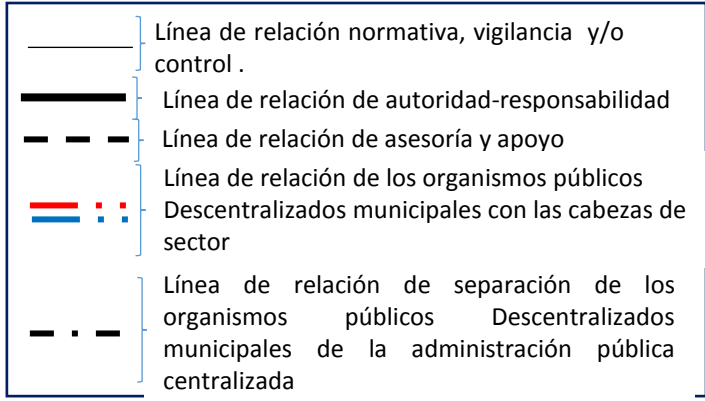 Línea de relación normativa, vigilancia y/o
control .
Línea de relación de autoridad-responsabilidad
Línea de relación de asesoría y apoyo
Línea de relación de los organismos públicos
Descentralizados municipales con las cabezas de
sector
Línea de relación de separación de los
organismos públicos Descentralizados
municipales de la administración pública
centralizada